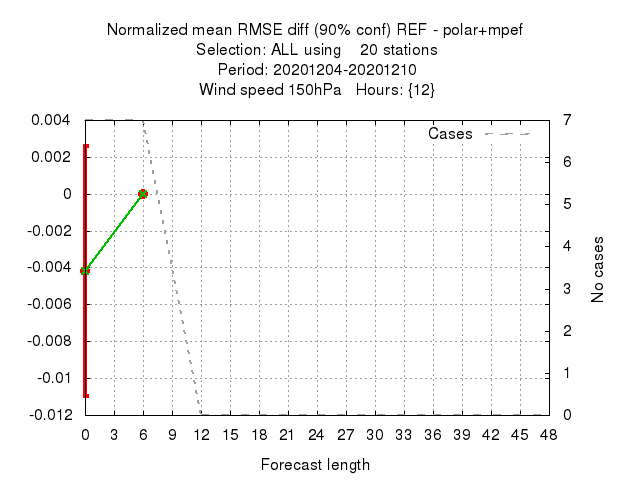 Normalized mean RMSE diff (90% conf) REF - polar+mpef
Selection: ALL using    20 stations
Period: 20201204-20201210
Wind speed 150hPa   Hours: {12}
Cases
0.004
0.002
0
-0.002
-0.004
-0.006
-0.008
-0.01
-0.012
7
6
5
4
3
2
1
0
No cases
0 3 6 9 12 15 18 21 24 27 30 33 36 39 42 45 48
Forecast length